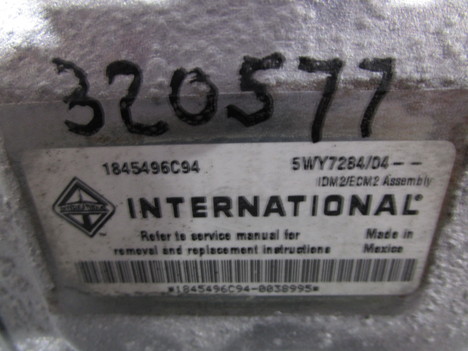 320577
1845496C94 5WY7284/04--
IDM2/ECM2 Assembly
INTERNATIONAL®
Refer to service manual for Made in
removal and replacement instructions Mexico
*1845496C94-0038995*